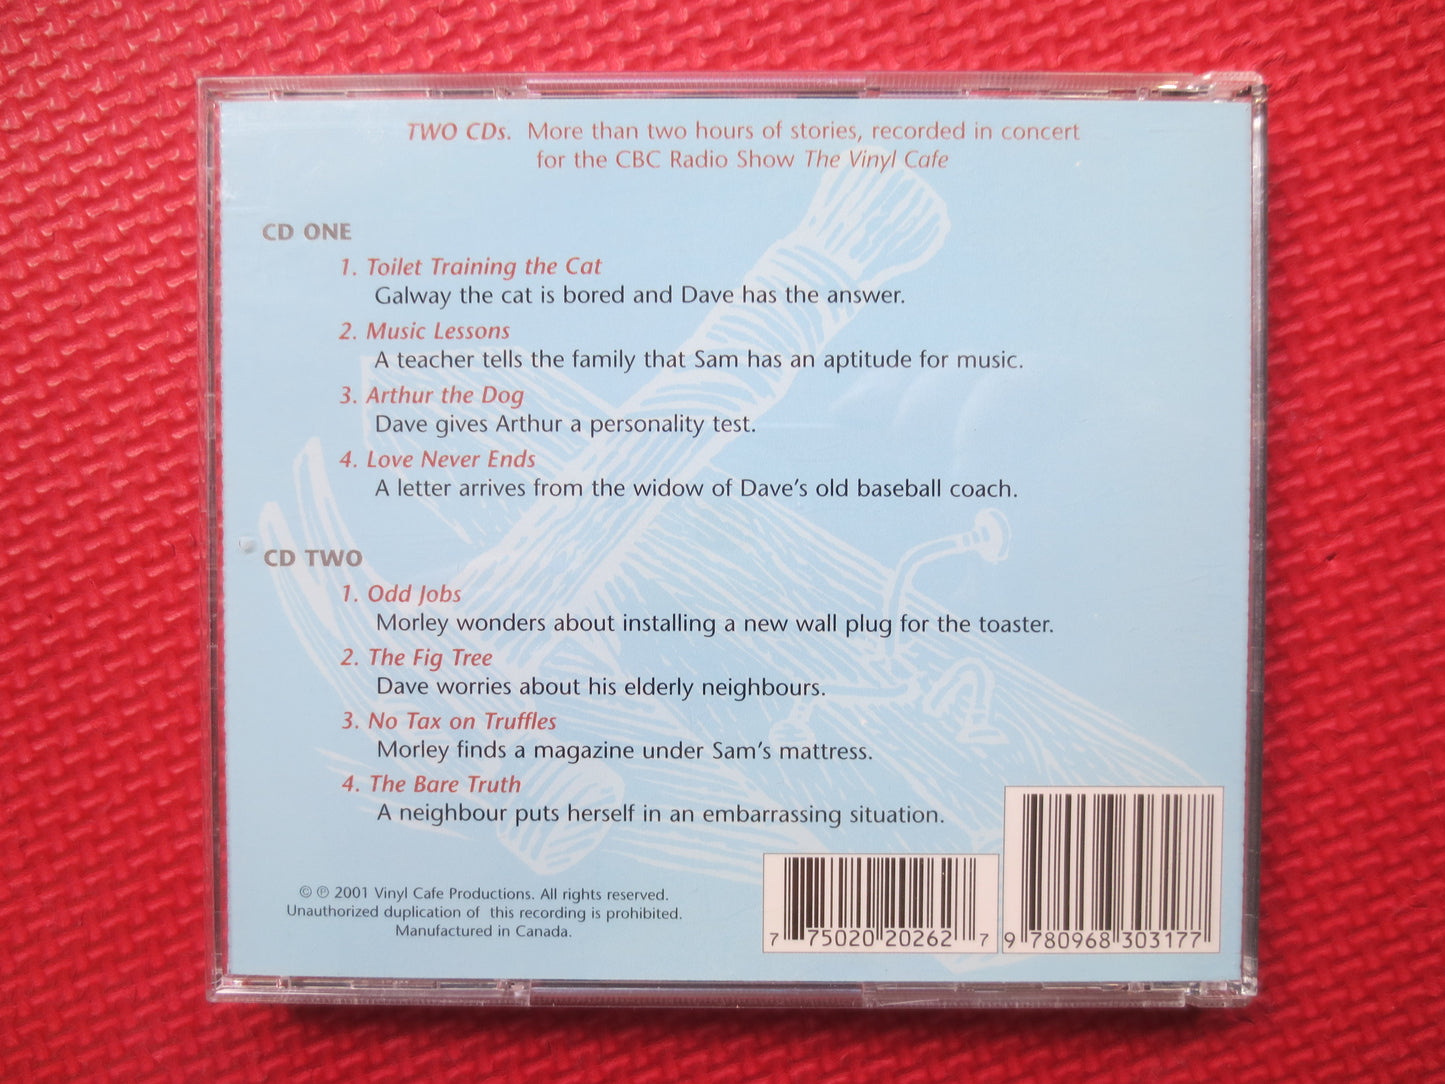 TWO CDs. More than two hours of stories, recorded in concert
for the CBC Radio Show The Vinyl Cafe
CD ONE
1. Toilet Training the Cat
Galway the cat is bored and Dave has the answer.
2. Music Lessons
A teacher tells the family that Sam has an aptitude for music.
3. Arthur the Dog
Dave gives Arthur a personality test.
4. Love Never Ends
A letter arrives from the widow of Dave's old baseball coach.
CD TWO
1. Odd Jobs
Morley wonders about installing a new wall plug for the toaster.
2. The Fig Tree
Dave worries about his elderly neighbours.
3. No Tax on Truffles
Morley finds a magazine under Sam's mattress.
4. The Bare Truth
A neighbour puts herself in an embarrassing situation.
© ℗ 2001 Vinyl Cafe Productions. All rights reserved.
Unauthorized duplication of this recording is prohibited.
Manufactured in Canada.
7 75020 20262 7
9 780968 303177